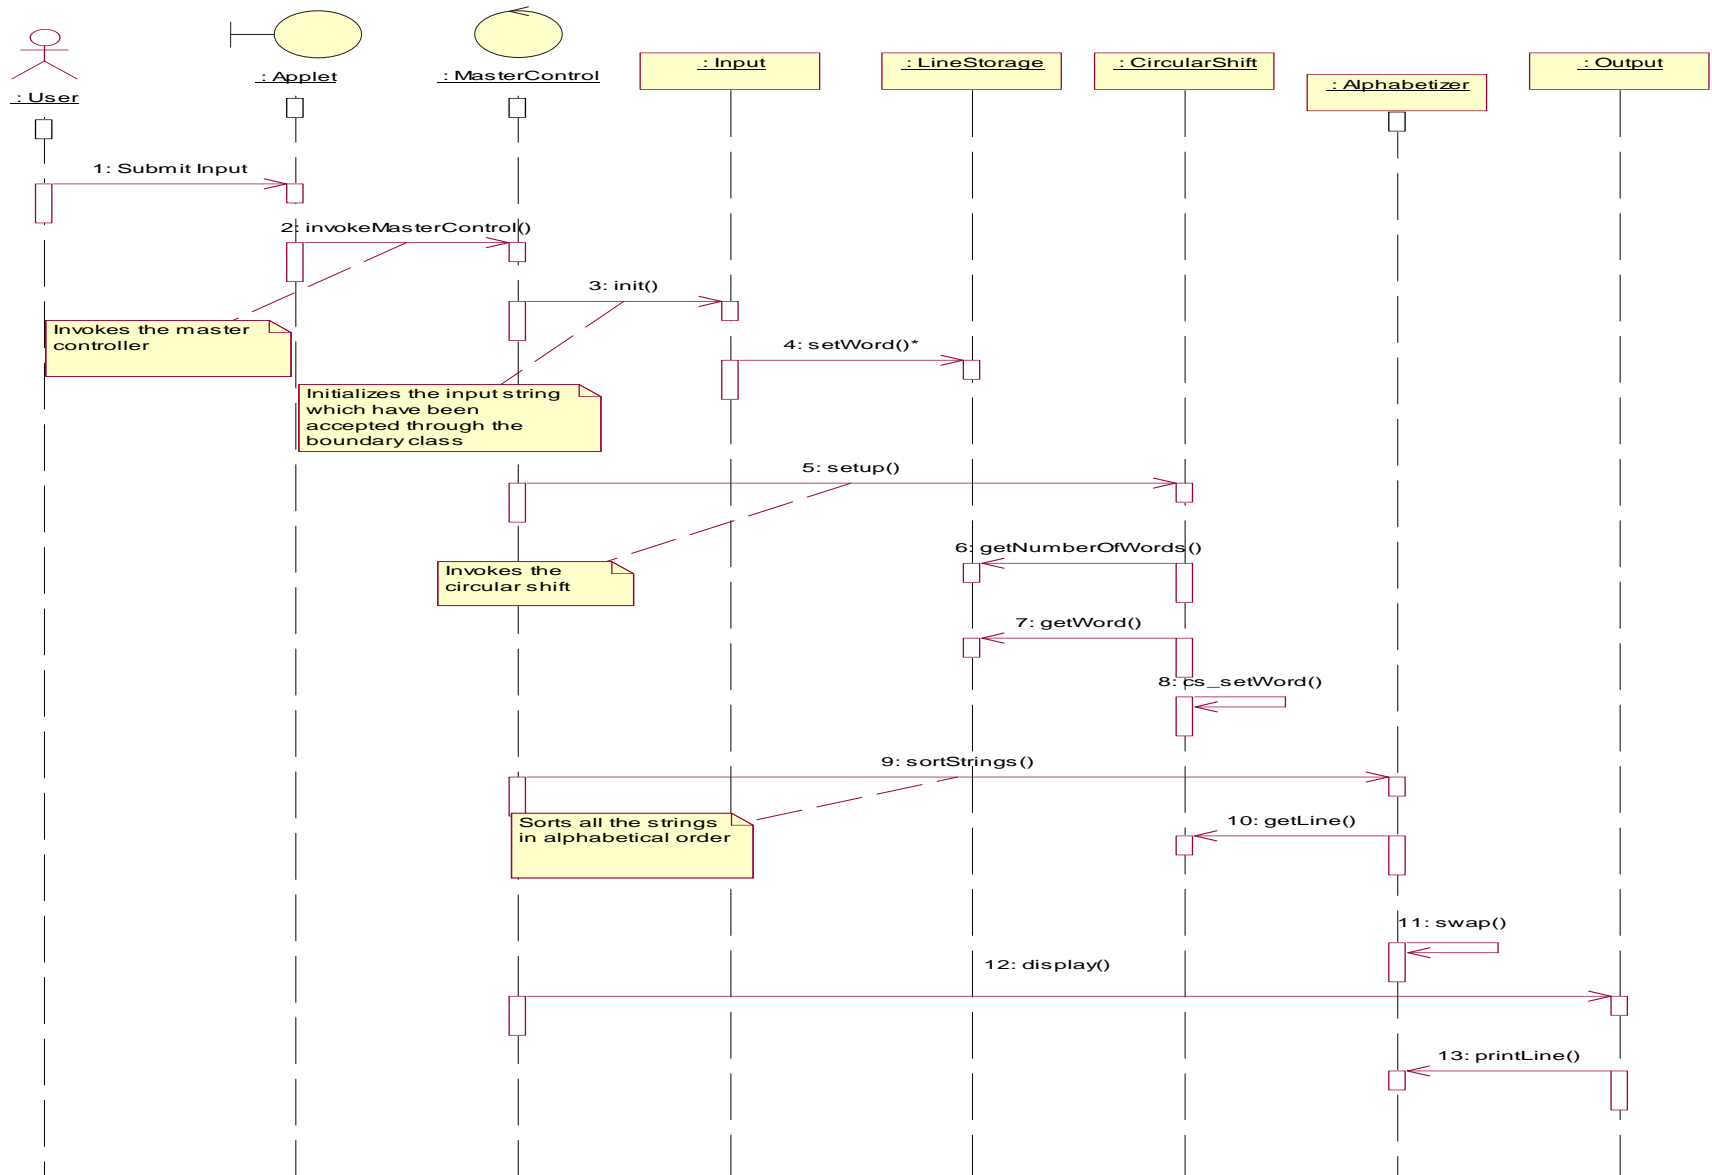 : User
: Applet
: MasterControl
: Input
: LineStorage
: CircularShift
: Alphabetizer
: Output
1: Submit Input
2: invokeMasterControl()
Invokes the master
controller
3: init()
Initializes the input string
which have been
accepted through the
boundary class
4: setWord()*
5: setup()
Invokes the
circular shift
6: getNumberOfWords()
7: getWord()
8: cs_setWord()
9: sortStrings()
Sorts all the strings
in alphabetical order
10: getLine()
11: swap()
12: display()
13: printLine()